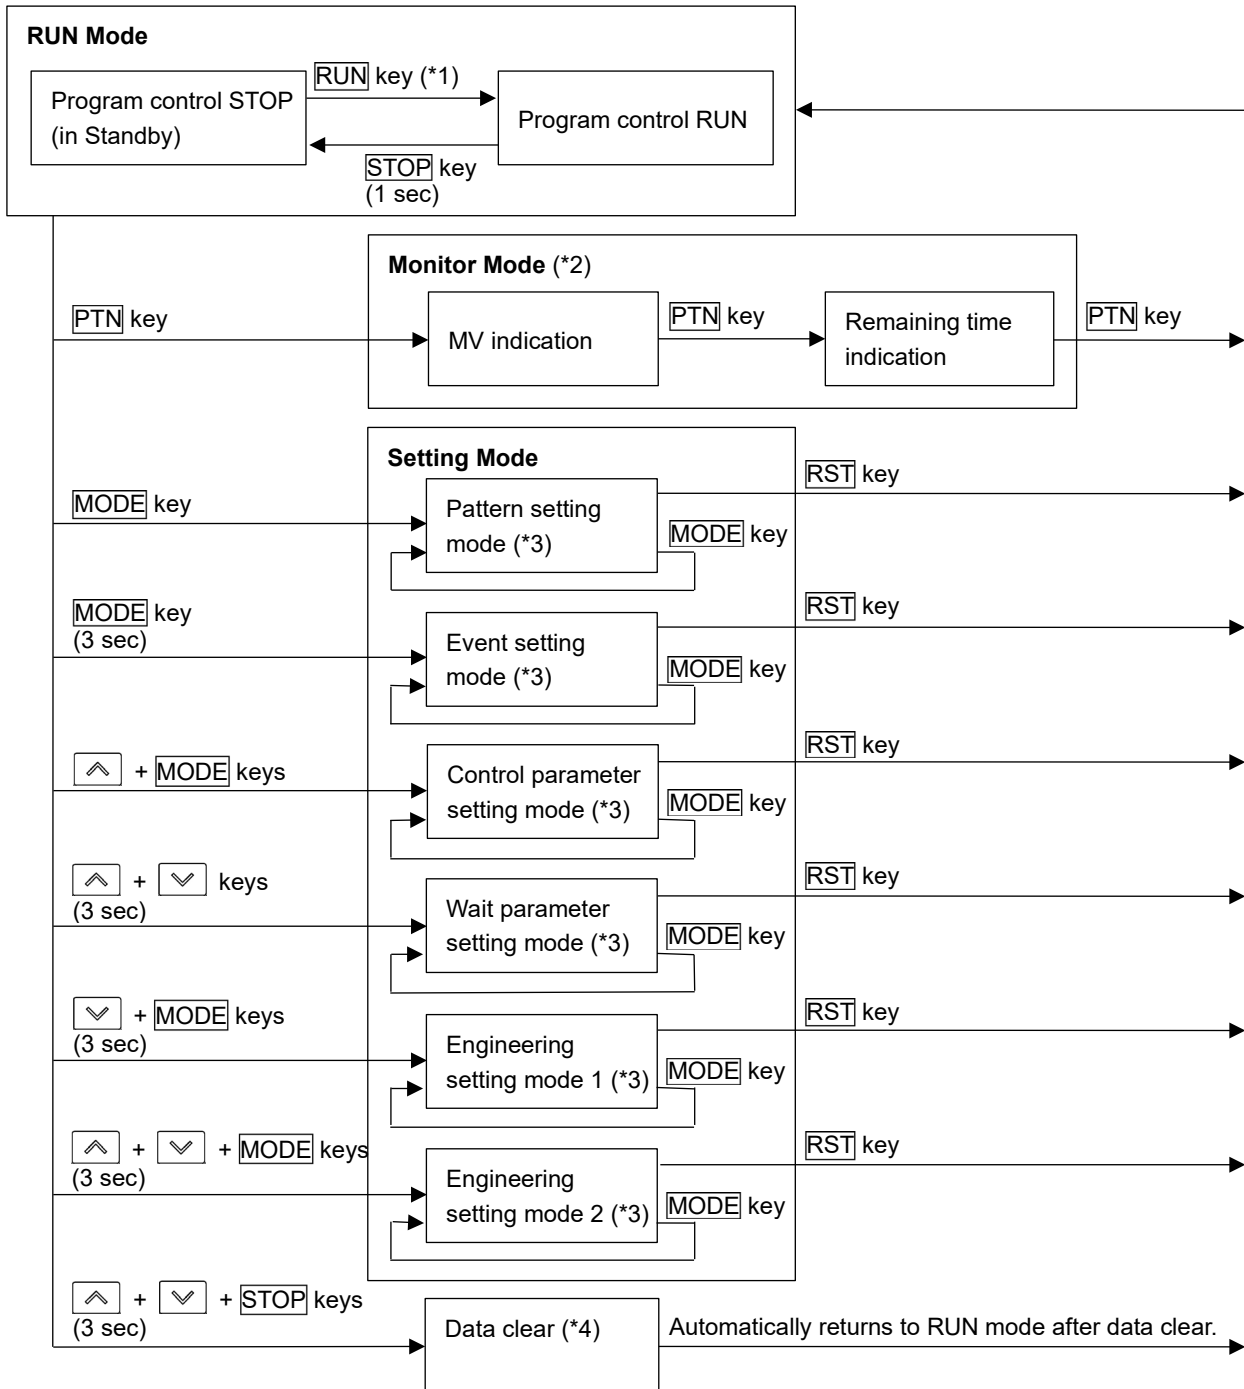 RUN Mode
RUN key (*1)
Program control STOP
(in Standby)
Program control RUN
STOP key
(1 sec)
Monitor Mode (*2)
PTN key
MV indication
PTN key
Remaining time
indication
PTN key
Setting Mode
MODE key
Pattern setting
mode (*3)
MODE key
RST key
MODE key
(3 sec)
Event setting
mode (*3)
MODE key
RST key
+ MODE keys
Control parameter
setting mode (*3)
MODE key
RST key
+ keys
(3 sec)
Wait parameter
setting mode (*3)
MODE key
RST key
+ MODE keys
(3 sec)
Engineering
setting mode 1 (*3)
MODE key
RST key
+ + MODE keys
(3 sec)
Engineering
setting mode 2 (*3)
MODE key
RST key
+ + STOP keys
(3 sec)
Data clear (*4)
Automatically returns to RUN mode after data clear.